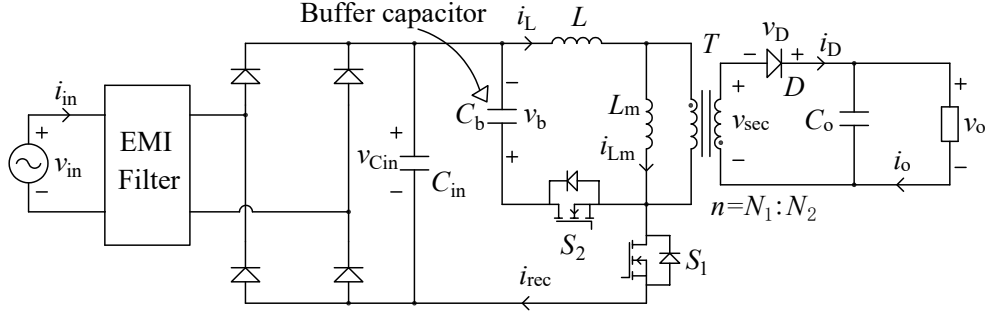 Buffer capacitor
i_L
L
T
v_D
i_D
− +
D
i_in
EMI
Filter
+
v_in
−
+
v_Cin
−
C_in
−
C_b
v_b
+
L_m
i_Lm
+
v_sec
−
C_o
+
v_o
−
i_o
n=N_1:N_2
S_2
S_1
i_rec